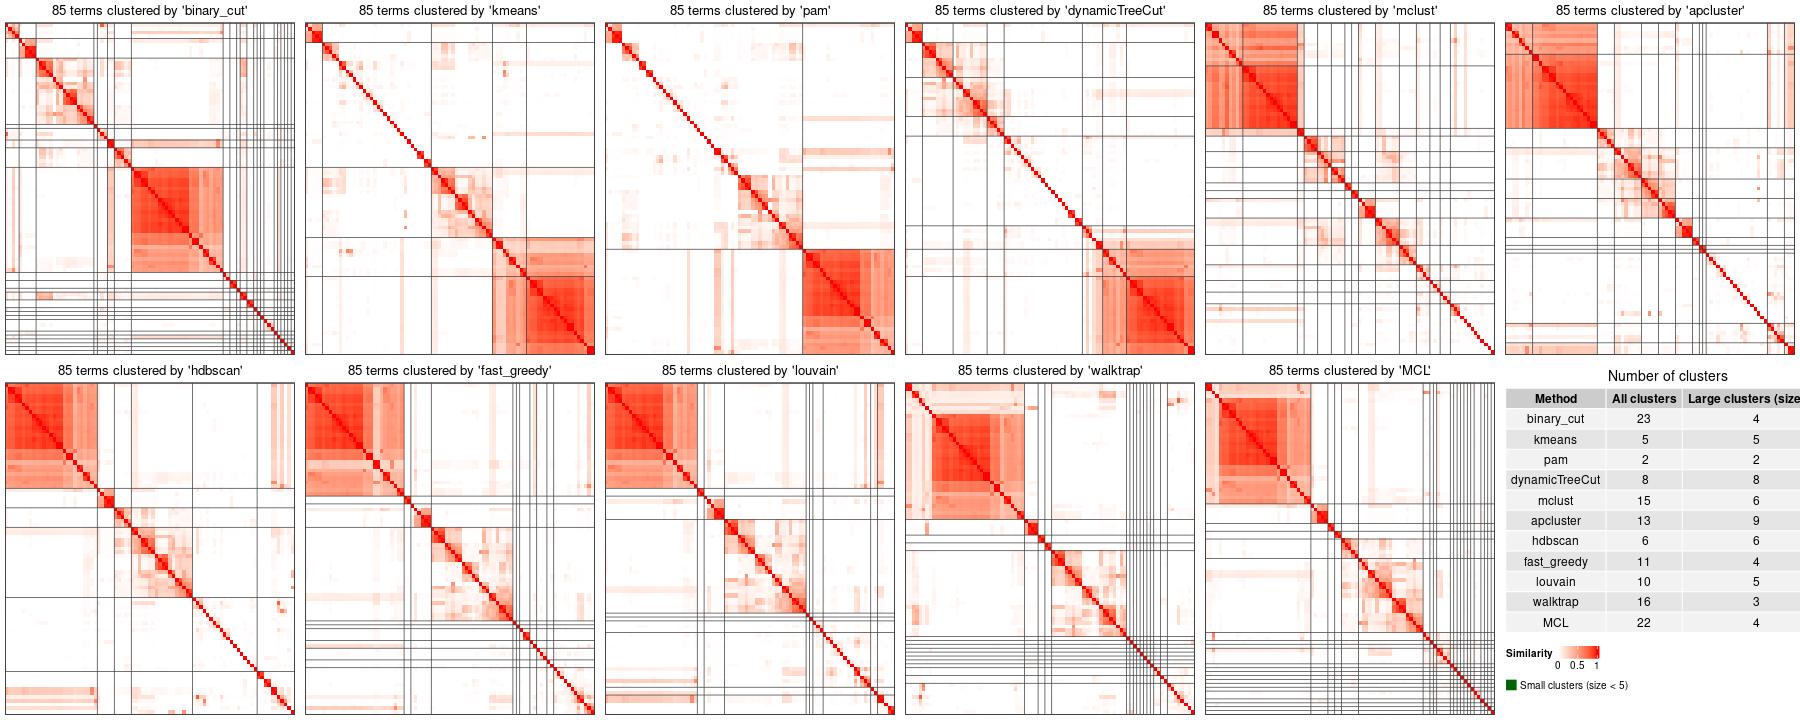 85 terms clustered by 'binary_cut'
85 terms clustered by 'kmeans'
85 terms clustered by 'pam'
85 terms clustered by 'dynamicTreeCut'
85 terms clustered by 'mclust'
85 terms clustered by 'apcluster'
85 terms clustered by 'hdbscan'
85 terms clustered by 'fast_greedy'
85 terms clustered by 'louvain'
85 terms clustered by 'walktrap'
85 terms clustered by 'MCL'
Number of clusters
Method All clusters Large clusters (size
binary_cut 23 4
kmeans 5 5
pam 2 2
dynamicTreeCut 8 8
mclust 15 6
apcluster 13 9
hdbscan 6 6
fast_greedy 11 4
louvain 10 5
walktrap 16 3
MCL 22 4
Similarity
0 0.5 1
Small clusters (size < 5)